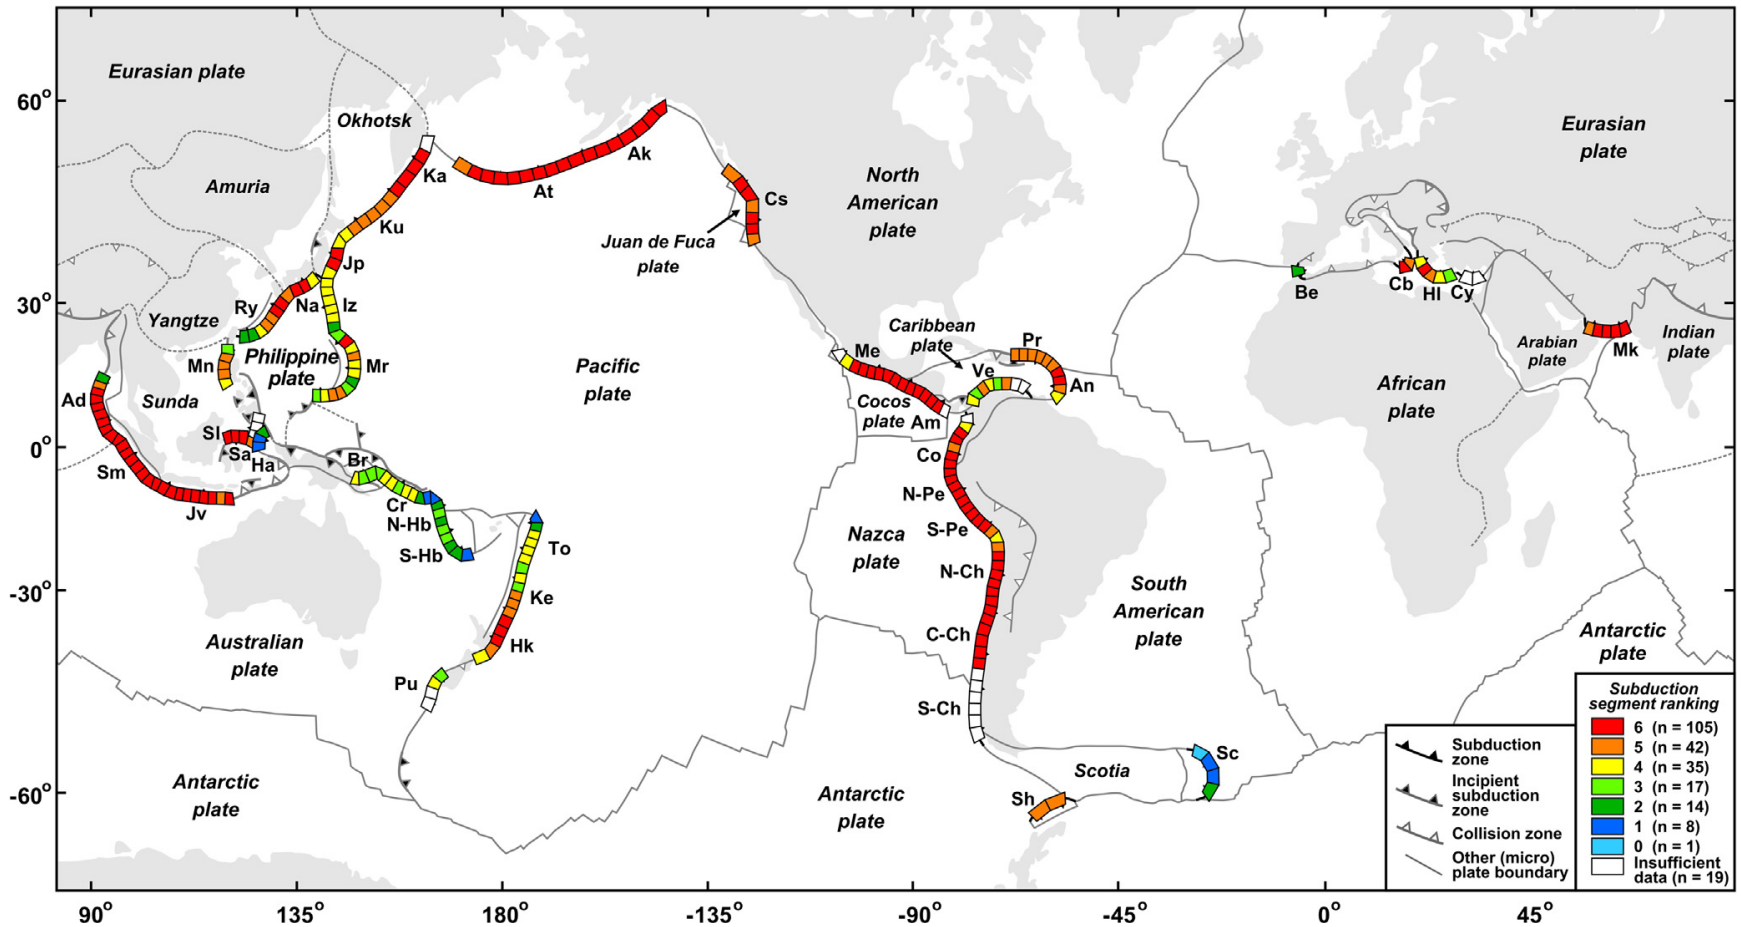 Eurasian plate
60°
Okhotsk
Eurasian
plate
Ak
Ka
At
Amuria
North
American
plate
Cs
Ku
Juan de Fuca
plate
Jp
Be
Cb
Hl
Cy
30°
Ry
Na
Iz
Yangtze
Caribbean
plate
Pr
Arabian
plate
Mk
Indian
plate
Mn
Philippine
plate
Mr
Pacific
plate
Me
Ve
An
African
plate
Ad
Sunda
Cocos
plate
Am
Sl
Sa
Ha
0°
Co
Sm
Br
Cr
Jv
N-Hb
S-Hb
To
N-Pe
S-Pe
Nazca
plate
N-Ch
South
American
plate
-30°
Ke
Hk
Australian
plate
C-Ch
Antarctic
plate
Pu
S-Ch
Sc
Scotia
Antarctic
plate
Antarctic
plate
Sh
-60°
Subduction
zone
Incipient
subduction
zone
Collision zone
Other (micro)
plate boundary
Subduction
segment ranking
6 (n = 105)
5 (n = 42)
4 (n = 35)
3 (n = 17)
2 (n = 14)
1 (n = 8)
0 (n = 1)
Insufficient
data (n = 19)
90° 135° 180° -135° -90° -45° 0° 45°